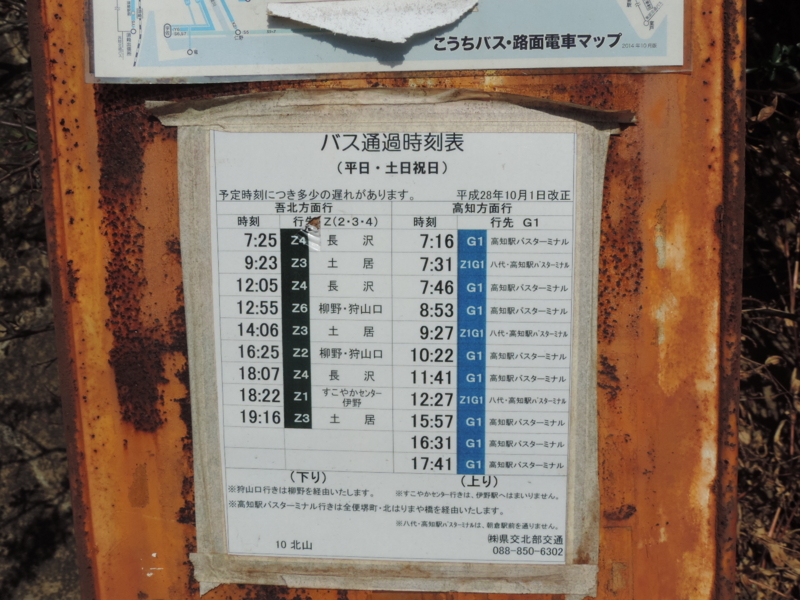 こうちバス・路面電車マップ 2014年版
バス通過時刻表
（平日・土日祝日）
予定時刻につき多少の遅れがあります。 平成28年10月1日改正
吾北方面行 高知方面行
時刻 行先 Z(2・3・4) 時刻 行先 G1
7:25 Z4 長沢 7:16 G1 高知駅バスターミナル
9:23 Z3 土居 7:31 Z1G1 八代・高知駅バスターミナル
12:05 Z4 長沢 7:46 G1 高知駅バスターミナル
12:55 Z6 柳野・狩山口 8:53 G1 高知駅バスターミナル
14:06 Z3 土居 9:27 Z1G1 八代・高知駅バスターミナル
16:25 Z2 柳野・狩山口 10:22 G1 高知駅バスターミナル
18:07 Z4 長沢 11:41 G1 高知駅バスターミナル
18:22 Z1 すこやかセンター伊野 12:27 Z1G1 八代・高知駅バスターミナル
19:16 Z3 土居 15:57 G1 高知駅バスターミナル
16:31 G1 高知駅バスターミナル
17:41 G1 高知駅バスターミナル
（下り） （上り）
※狩山口行きは柳野を経由いたします。 ※すこやかセンター行きは、伊野駅へはまいりません。
※高知駅バスターミナル行きは全便堺町・北はりまや橋を経由いたします。
※八代・高知駅バスターミナルは、朝倉駅前を通りません。
10 北山 ㈱県交北部交通
088-850-6302